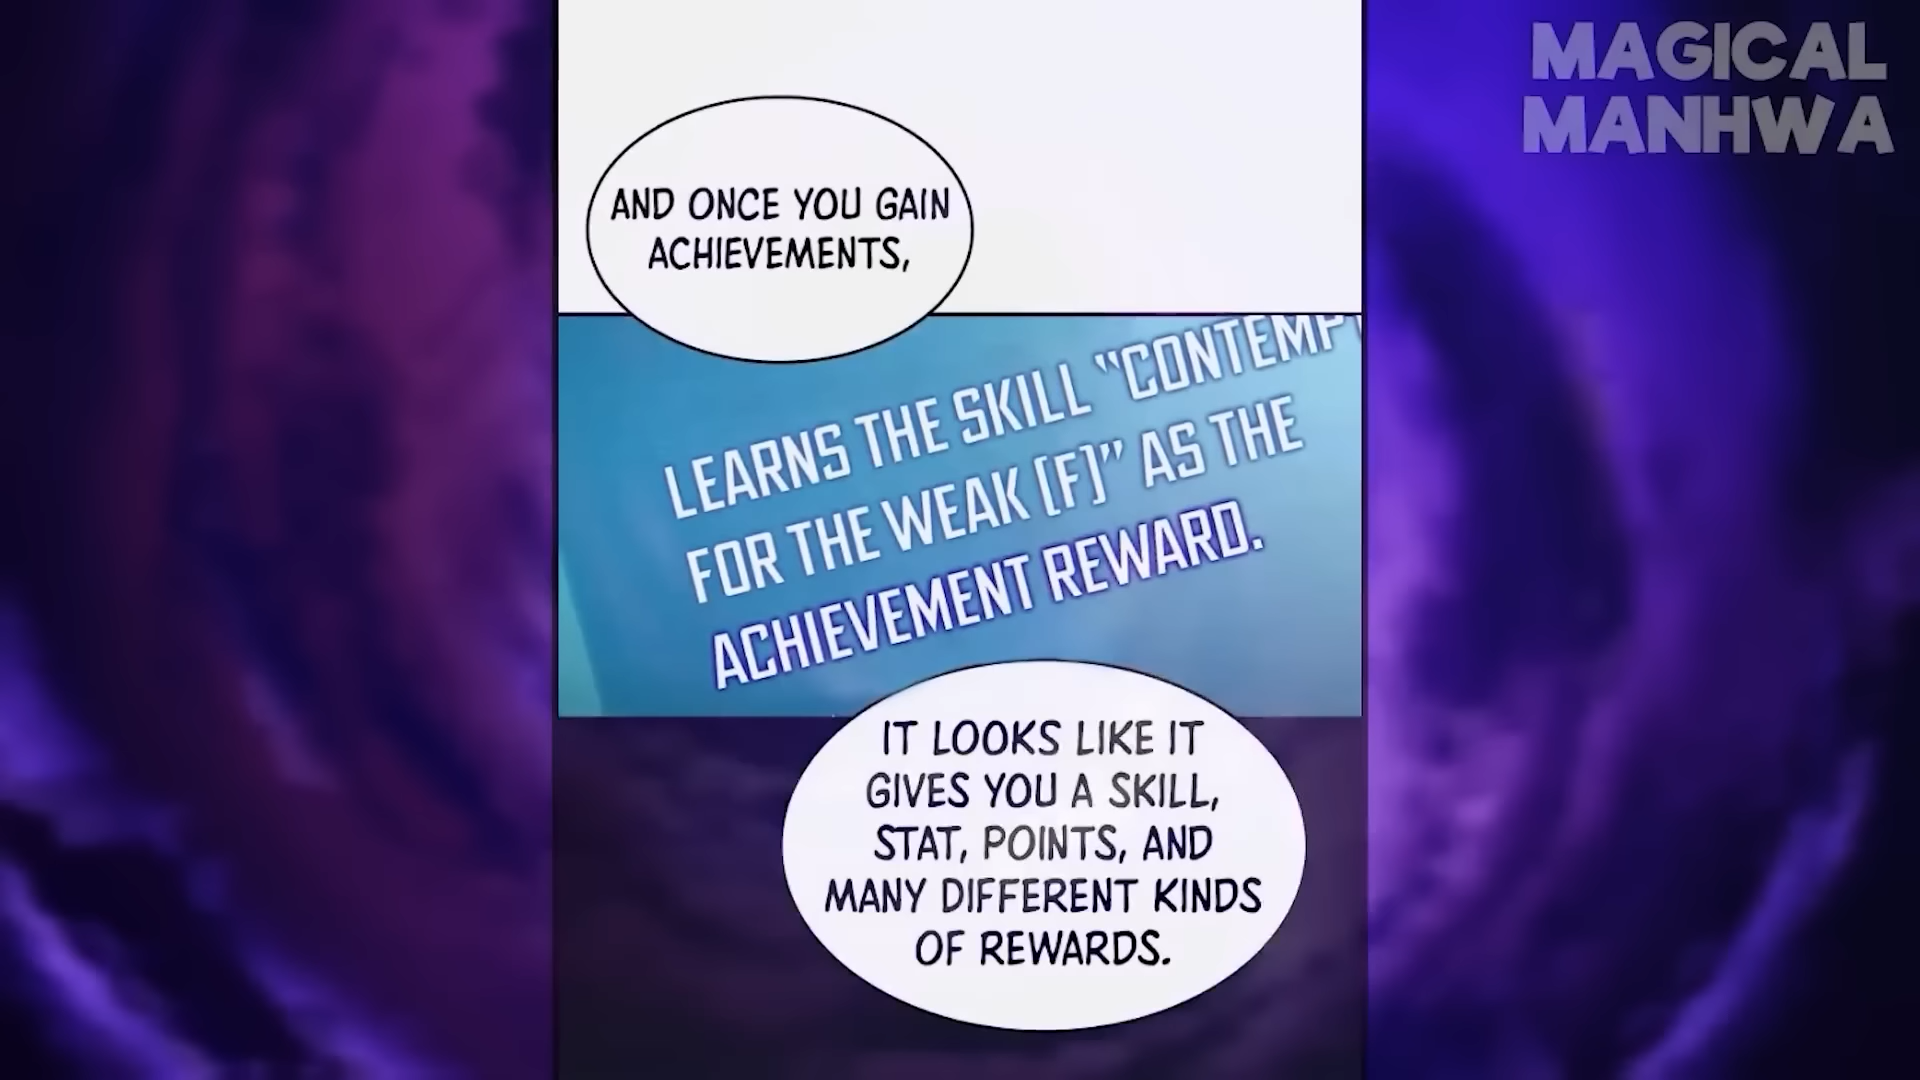 MAGICAL
MANHWA
AND ONCE YOU GAIN
ACHIEVEMENTS,
LEARNS THE SKILL “CONTEMPT
FOR THE WEAK [F]” AS THE
ACHIEVEMENT REWARD.
IT LOOKS LIKE IT
GIVES YOU A SKILL,
STAT, POINTS, AND
MANY DIFFERENT KINDS
OF REWARDS.